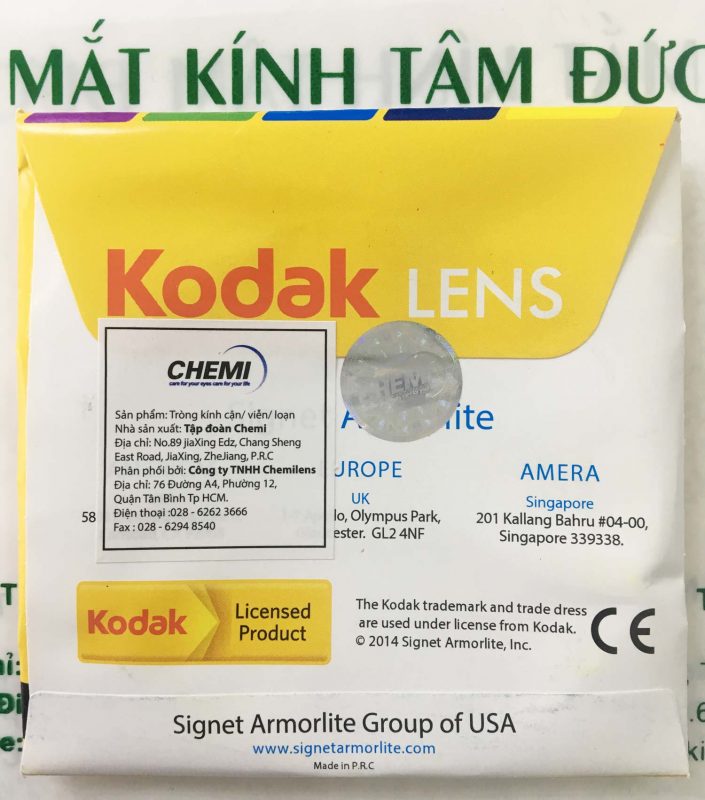 MẮT KÍNH TÂM ĐỨC
Kodak LENS
CHEMI
care for your eyes care for your life
Sản phẩm: Tròng kính cận/ viễn/ loạn
Nhà sản xuất: Tập đoàn Chemi
Địa chỉ: No.89 jiaXing Edz, Chang Sheng
East Road, JiaXing, ZheJiang, P.R.C
Phân phối bởi: Công ty TNHH Chemilens
Địa chỉ: 76 Đường A4, Phường 12,
Quận Tân Bình Tp HCM.
Điện thoại :028 - 6262 3666
Fax : 028 - 6294 8540
CHEMI
UROPE
UK
Olympus Park,
GL2 4NF
58
AMERA
Singapore
201 Kallang Bahru #04-00,
Singapore 339338.
Kodak
Licensed
Product
The Kodak trademark and trade dress
are used under license from Kodak.
© 2014 Signet Armorlite, Inc.
CE
Signet Armorlite Group of USA
www.signetarmorlite.com
Made in P.R.C